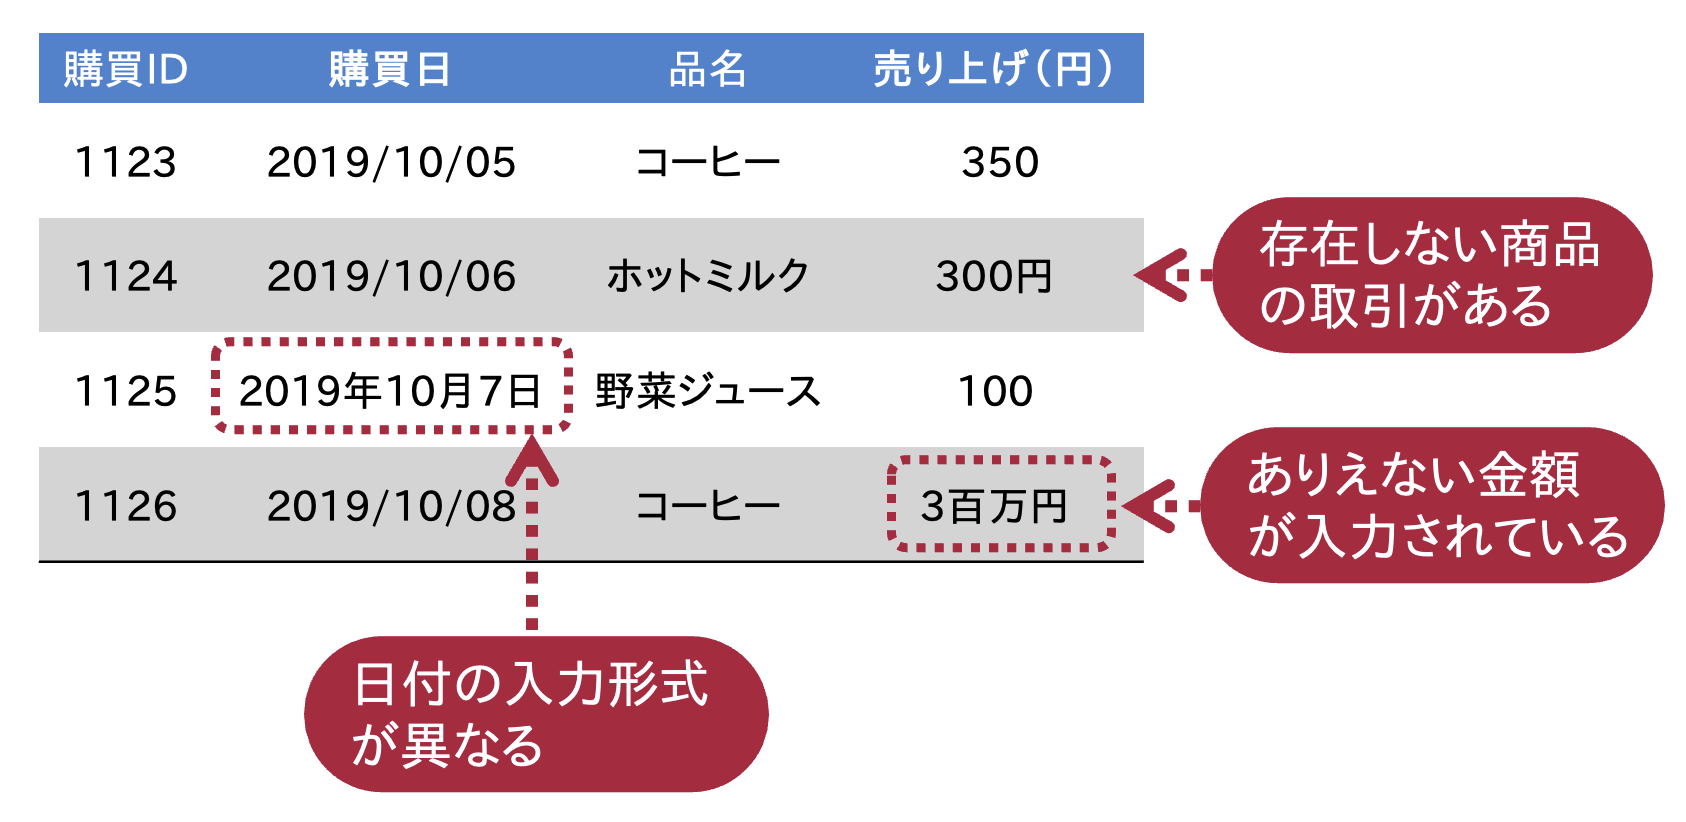 購買ID 購買日 品名 売り上げ（円）
1123 2019/10/05 コーヒー 350
1124 2019/10/06 ホットミルク 300円
存在しない商品
の取引がある
1125 2019年10月7日 野菜ジュース 100
1126 2019/10/08 コーヒー 3百万円
ありえない金額
が入力されている
日付の入力形式
が異なる